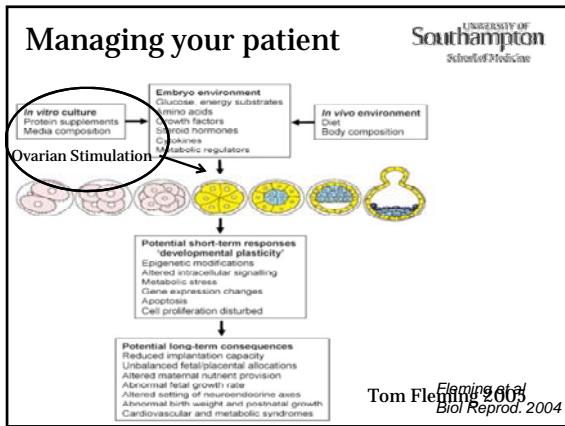 Managing your patient
UNIVERSITY OF
Southampton
School of Medicine
Embryo environment
Glucose, energy substrates
Amino acids
Growth factors
Steroid hormones
Cytokines
Metabolic regulators
In vitro culture
Protein supplements
Media composition
In vivo environment
Diet
Body composition
Ovarian Stimulation
Potential short-term responses
'developmental plasticity'
Epigenetic modifications
Altered intracellular signalling
Metabolic stress
Gene expression changes
Apoptosis
Cell proliferation disturbed
Potential long-term consequences
Reduced implantation capacity
Unbalanced fetal/placental allocations
Altered maternal nutrient provision
Abnormal fetal growth rate
Altered setting of neuroendocrine axes
Abnormal birth weight and postnatal growth
Cardiovascular and metabolic syndromes
Tom Fleming 2005
Fleming et al
Biol Reprod. 2004